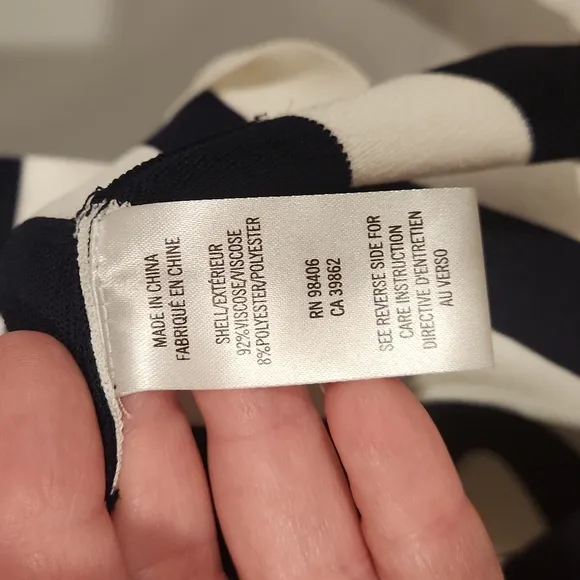 MADE IN CHINA
FABRIQUÉ EN CHINE
SHELL/EXTÉRIEUR
92%VISCOSE/VISCOSE
8%POLYESTER/POLYESTER
RN 98406
CA 39862
SEE REVERSE SIDE FOR
CARE INSTRUCTION
DIRECTIVE D'ENTRETIEN
AU VERSO